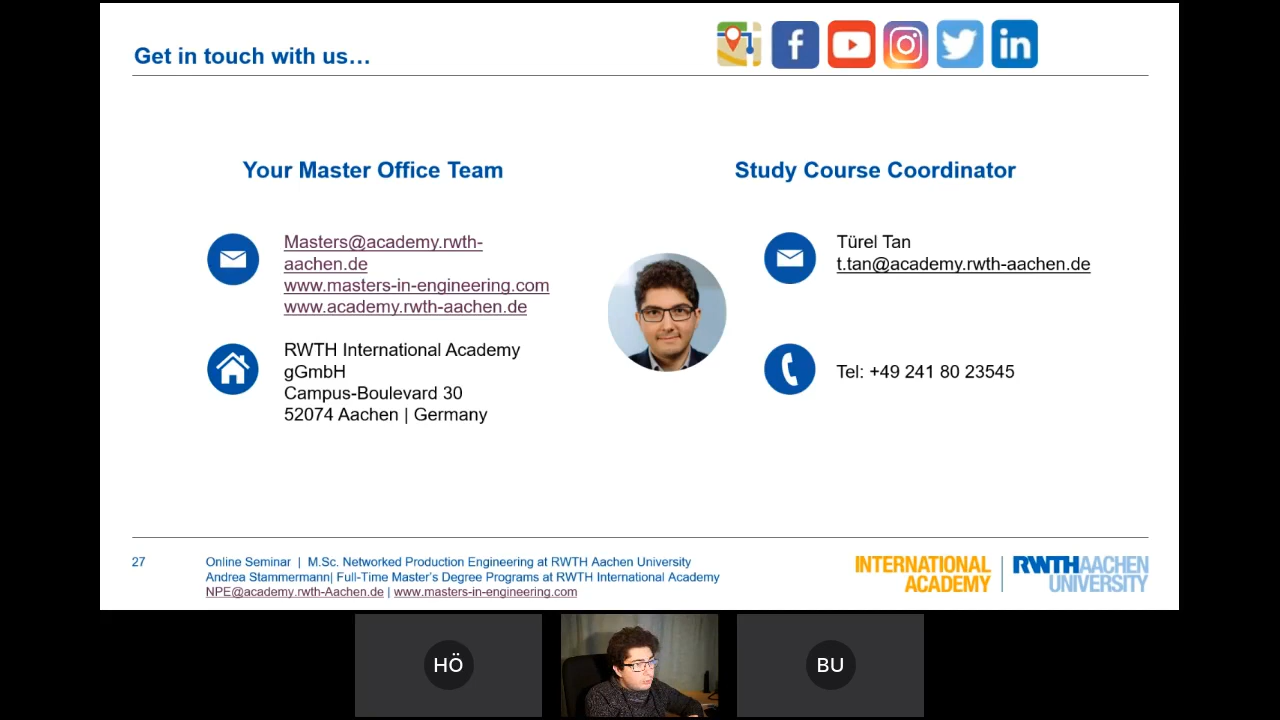 Get in touch with us…
Your Master Office Team
Masters@academy.rwth-
aachen.de
www.masters-in-engineering.com
www.academy.rwth-aachen.de
RWTH International Academy
gGmbH
Campus-Boulevard 30
52074 Aachen | Germany
Study Course Coordinator
Türel Tan
t.tan@academy.rwth-aachen.de
Tel: +49 241 80 23545
27
Online Seminar | M.Sc. Networked Production Engineering at RWTH Aachen University
Andrea Stammermann| Full-Time Master's Degree Programs at RWTH International Academy
NPE@academy.rwth-Aachen.de | www.masters-in-engineering.com
INTERNATIONAL
ACADEMY
RWTHAACHEN
UNIVERSITY
HÖ
BU